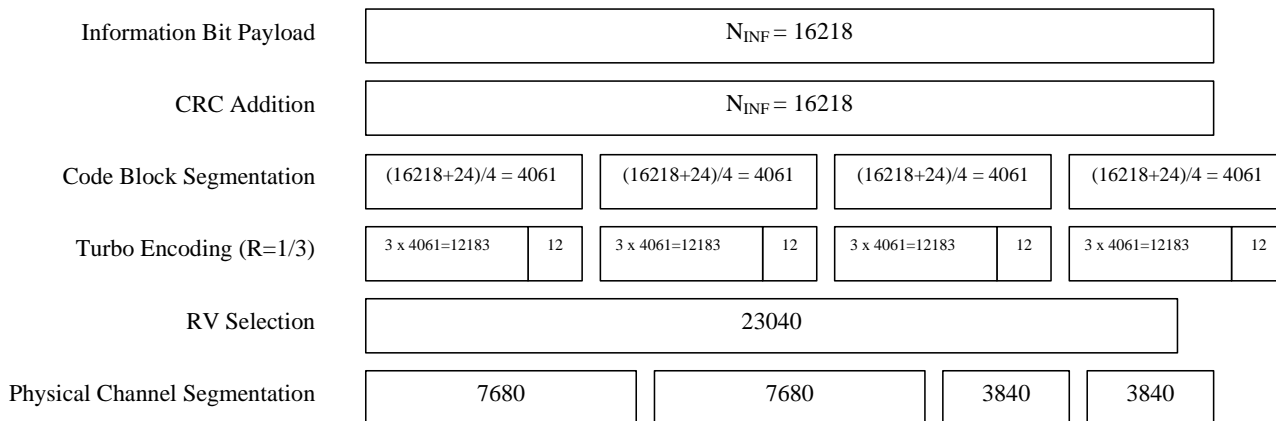 Information Bit Payload N_INF = 16218
CRC Addition N_INF = 16218
Code Block Segmentation (16218+24)/4 = 4061 (16218+24)/4 = 4061 (16218+24)/4 = 4061 (16218+24)/4 = 4061
Turbo Encoding (R=1/3) 3 x 4061=12183 12 3 x 4061=12183 12 3 x 4061=12183 12 3 x 4061=12183 12
RV Selection 23040
Physical Channel Segmentation 7680 7680 3840 3840